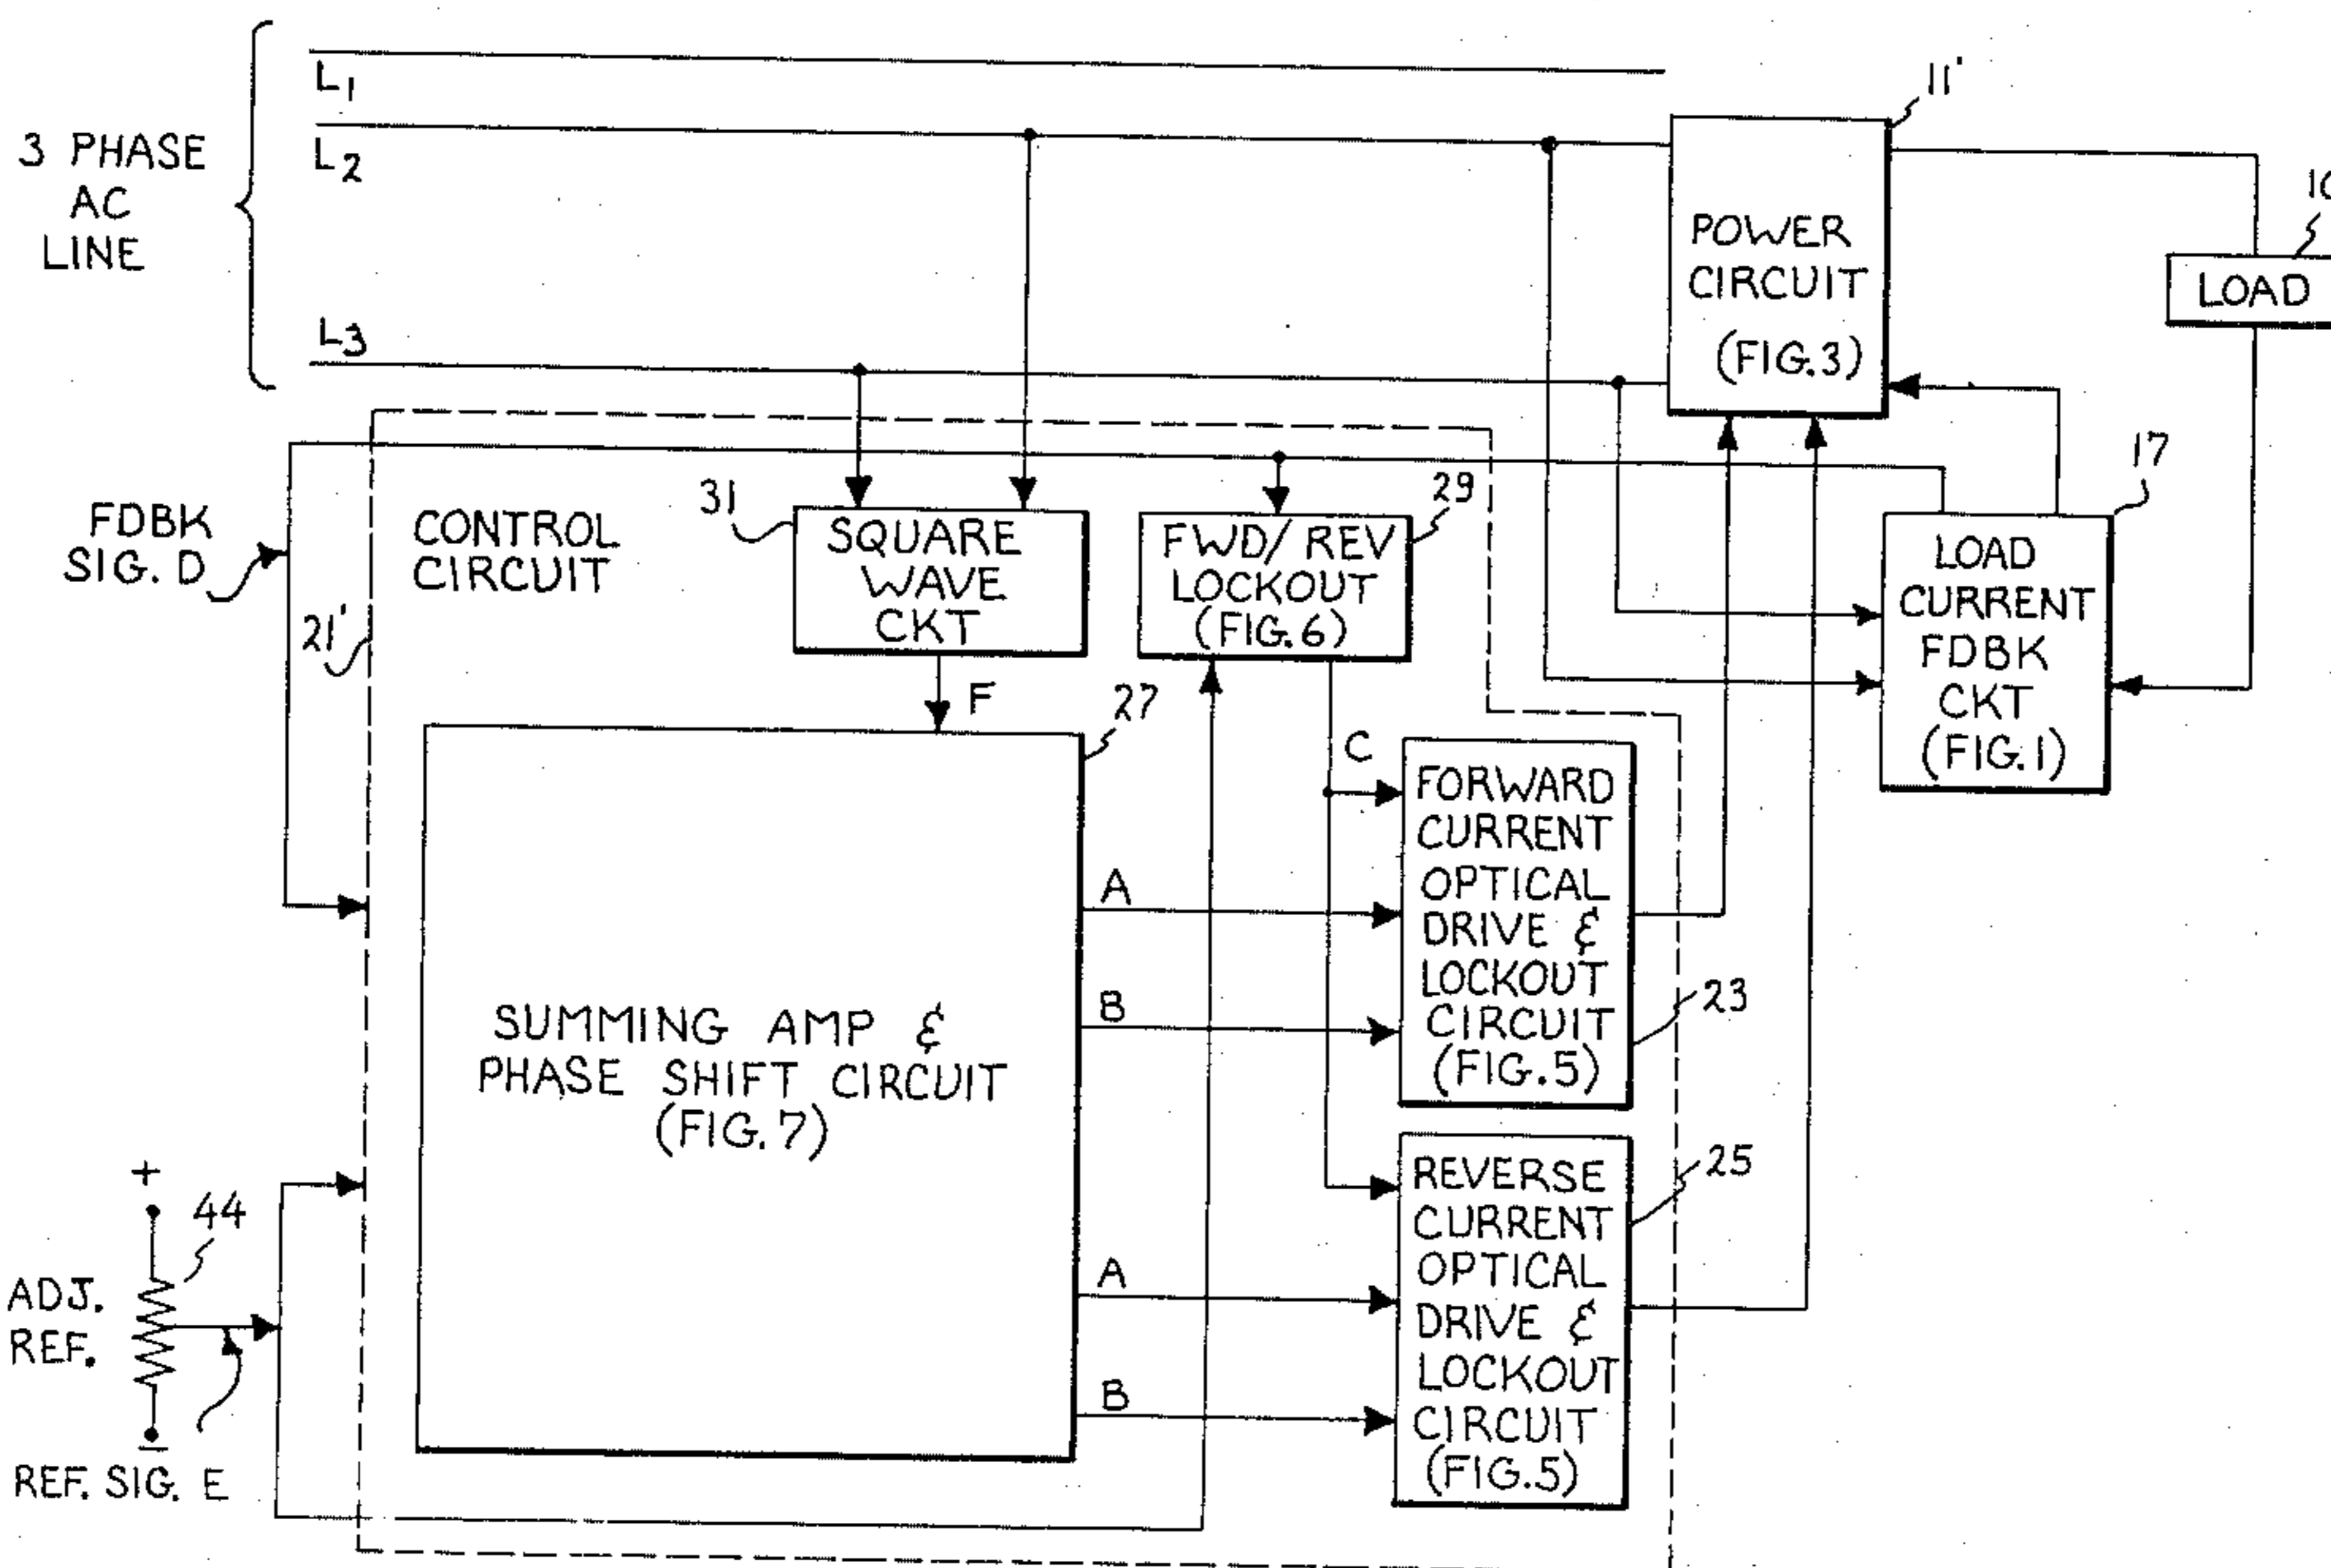 3 PHASE
AC
LINE
L1
L2
L3
11'
POWER
CIRCUIT
(FIG.3)
LOAD
FDBK
SIG. D
21'
CONTROL
CIRCUIT
31
SQUARE
WAVE
CKT
F
FWD/REV
LOCKOUT
(FIG.6)
29
17
LOAD
CURRENT
FDBK
CKT
(FIG.1)
27
SUMMING AMP &
PHASE SHIFT CIRCUIT
(FIG.7)
C
A
B
FORWARD
CURRENT
OPTICAL
DRIVE &
LOCKOUT
CIRCUIT
(FIG.5)
23
A
B
REVERSE
CURRENT
OPTICAL
DRIVE &
LOCKOUT
CIRCUIT
(FIG.5)
25
+
44
ADJ.
REF.
−
REF. SIG. E